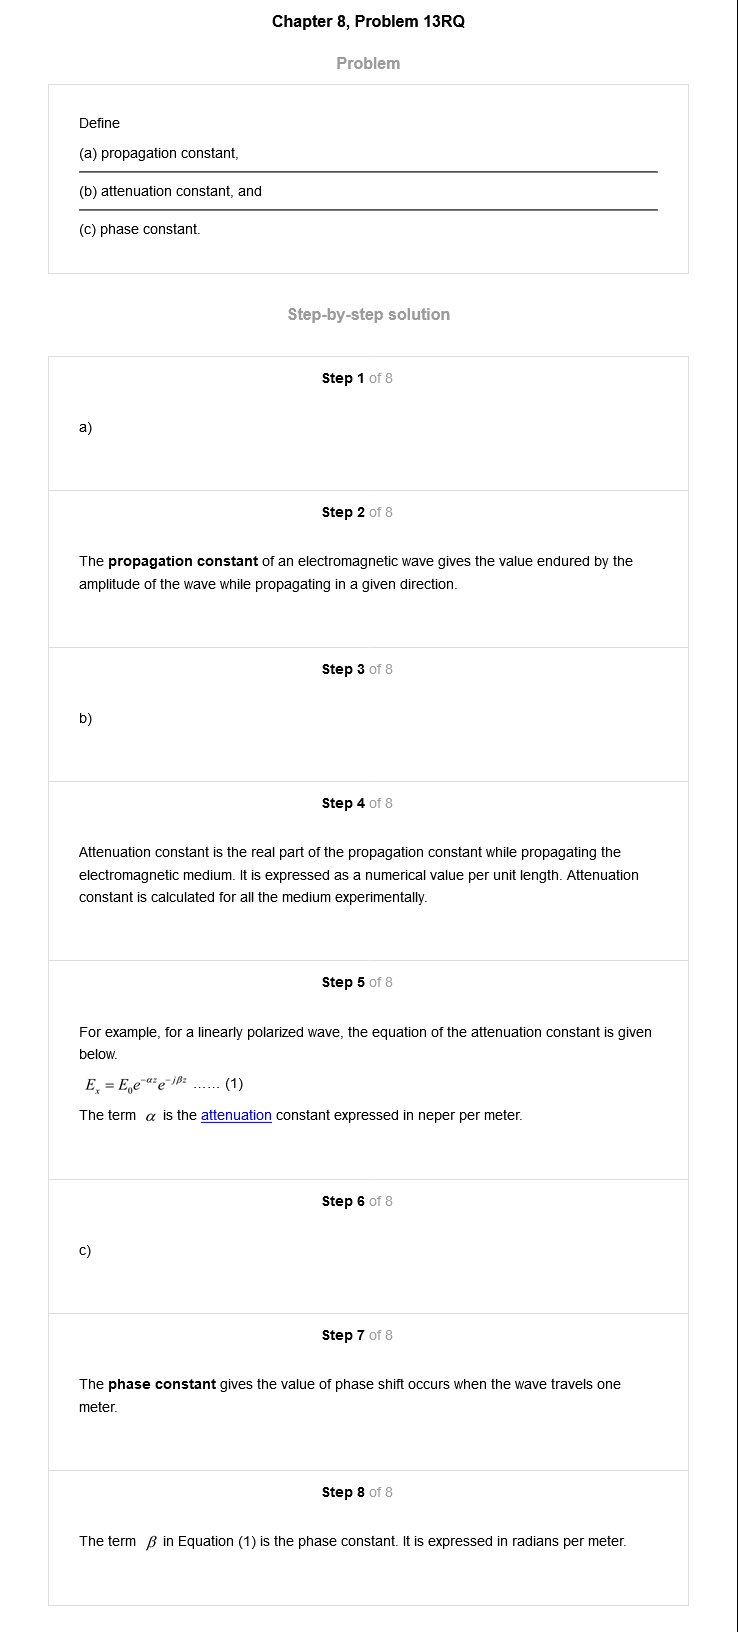 Chapter 8, Problem 13RQ
Problem
Define
(a) propagation constant,
(b) attenuation constant, and
(c) phase constant.
Step-by-step solution
Step 1 of 8
a)
Step 2 of 8
The propagation constant of an electromagnetic wave gives the value endured by the
amplitude of the wave while propagating in a given direction.
Step 3 of 8
b)
Step 4 of 8
Attenuation constant is the real part of the propagation constant while propagating the
electromagnetic medium. It is expressed as a numerical value per unit length. Attenuation
constant is calculated for all the medium experimentally.
Step 5 of 8
For example, for a linearly polarized wave, the equation of the attenuation constant is given
below.
Eₓ = E₀e^{-αz}e^{-jβz} ...... (1)
The term α is the attenuation constant expressed in neper per meter.
Step 6 of 8
c)
Step 7 of 8
The phase constant gives the value of phase shift occurs when the wave travels one
meter.
Step 8 of 8
The term β in Equation (1) is the phase constant. It is expressed in radians per meter.